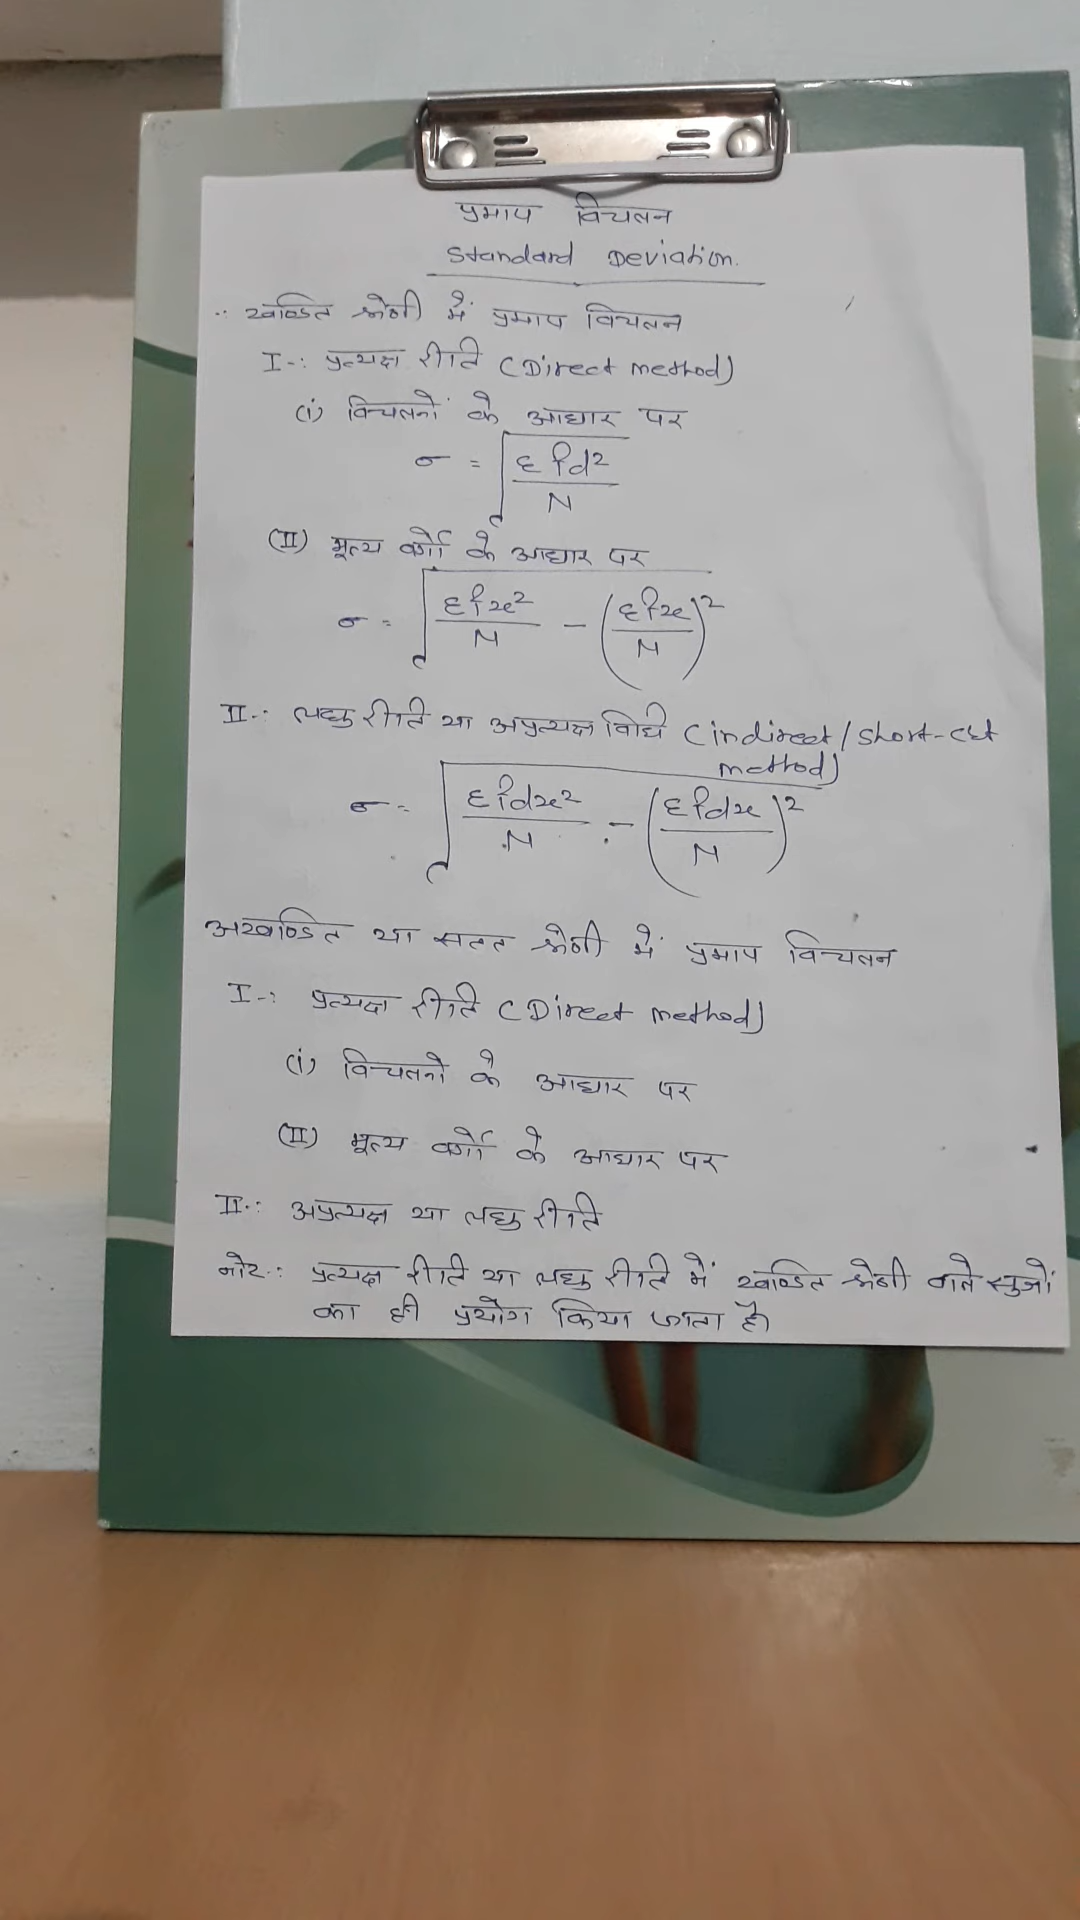 प्रमाप विचलन
Standard Deviation.
∴ खण्डित श्रेणी में प्रमाप विचलन
I-: प्रत्यक्ष रीति (Direct method)
(i) विचलनों के आधार पर
σ = √(Σfd²/N)
(II) मूल्य वर्गो के आधार पर
σ = √(Σfx²/N − (Σfx/N)²)
II-: लघु रीति या अप्रत्यक्ष विधि (indirect/short-cut
method)
σ = √(Σfdx²/N − (Σfdx/N)²)
अखण्डित या सतत श्रेणी में प्रमाप विचलन
I-: प्रत्यक्ष रीति (Direct method)
(i) विचलनो के आधार पर
(II) मूल्य वर्गो के आधार पर
II-: अप्रत्यक्ष या लघु रीति
नोट-: प्रत्यक्ष रीति या लघु रीति में खण्डित श्रेणी वाले सुत्रों
का ही प्रयोग किया जाता है।